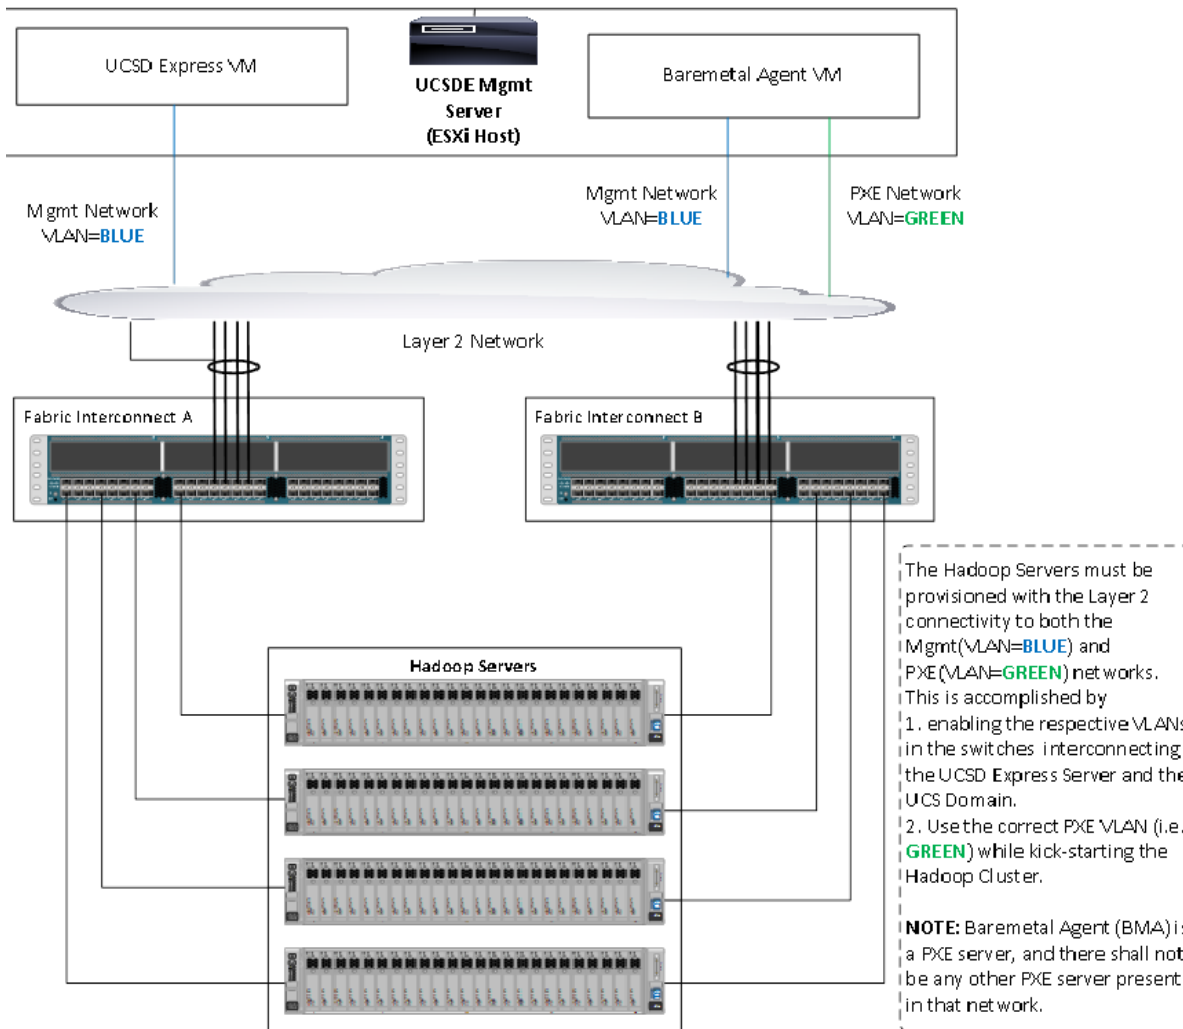 UCSD Express VM
UCSDE Mgmt
Server
(ESXi Host)
Baremetal Agent VM
Mgmt Network
VLAN=BLUE
Mgmt Network
VLAN=BLUE
PXE Network
VLAN=GREEN
Layer 2 Network
Fabric Interconnect A
Fabric Interconnect B
Hadoop Servers
The Hadoop Servers must be
provisioned with the Layer 2
connectivity to both the
Mgmt(VLAN=BLUE) and
PXE(VLAN=GREEN) networks.
This is accomplished by
1. enabling the respective VLANs
in the switches interconnecting
the UCSD Express Server and the
UCS Domain.
2. Use the correct PXE VLAN (i.e.
GREEN) while kick-starting the
Hadoop Cluster.
NOTE: Baremetal Agent (BMA) is
a PXE server, and there shall not
be any other PXE server present
in that network.